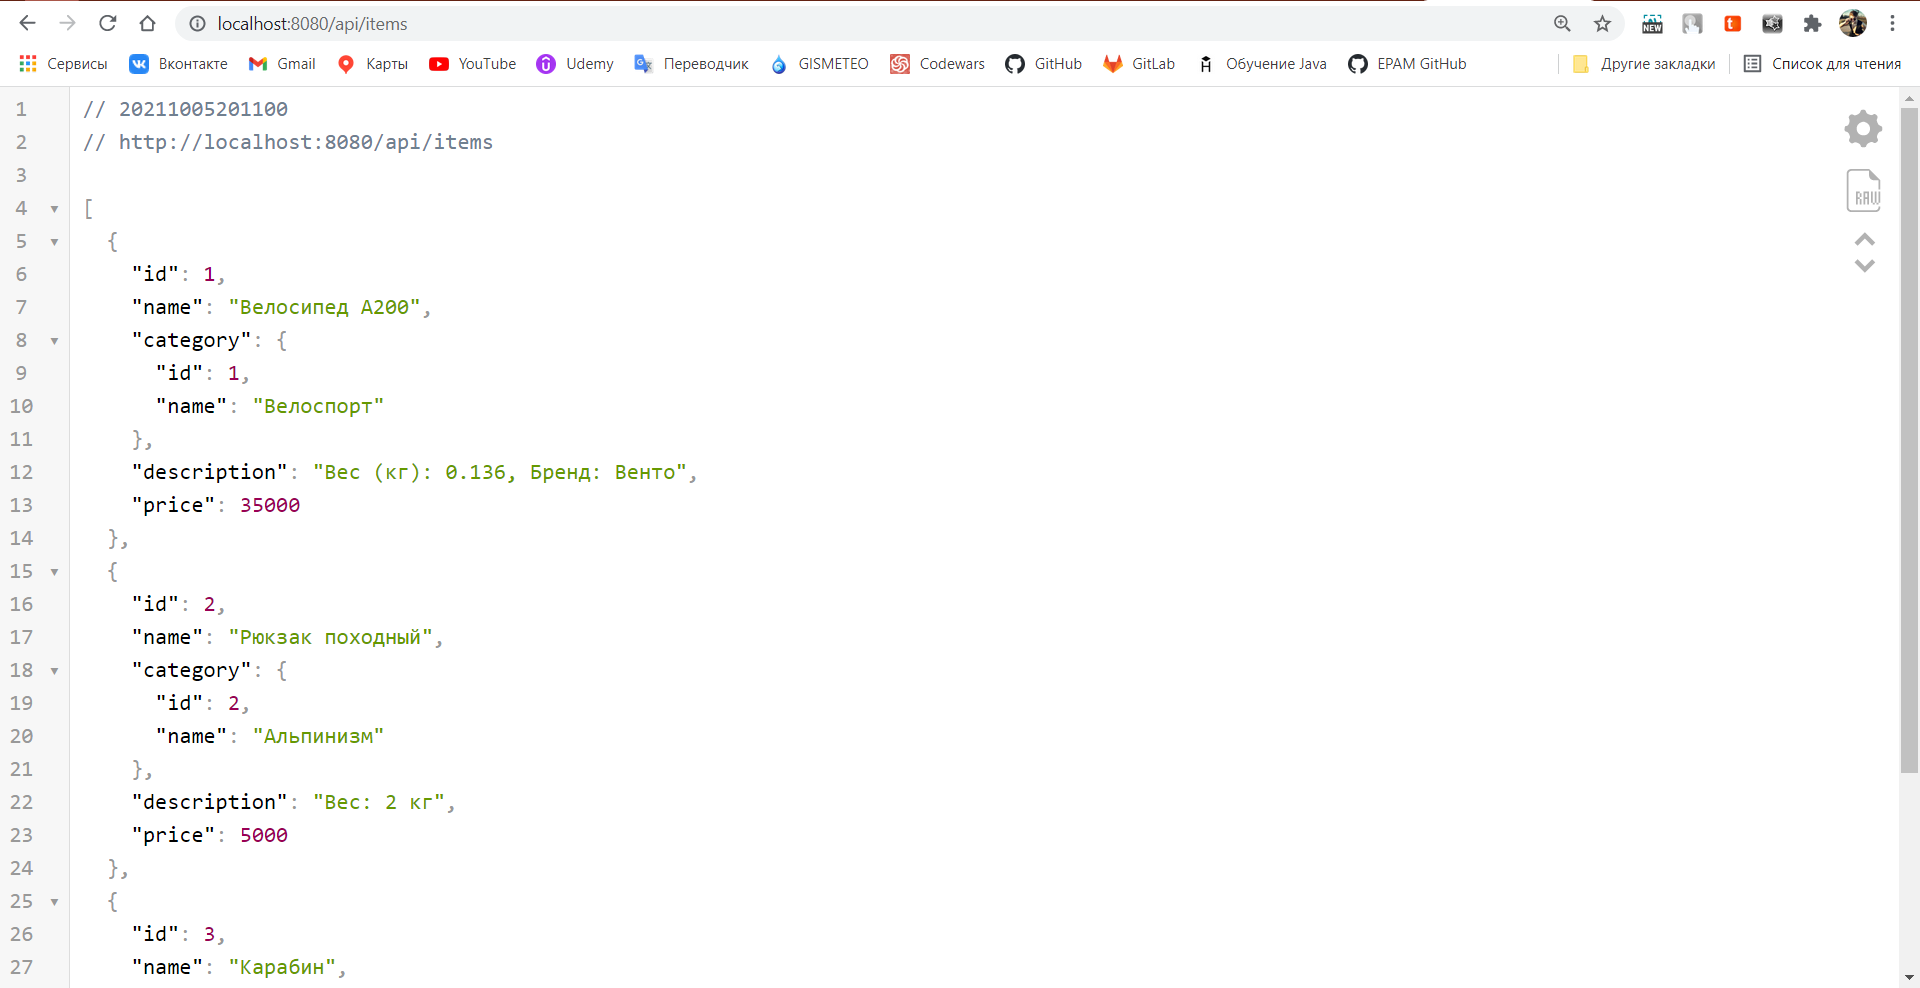 localhost:8080/api/items
NEW
t
Сервисы Вконтакте Gmail Карты YouTube Udemy Переводчик GISMETEO Codewars GitHub GitLab Обучение Java EPAM GitHub Другие закладки Список для чтения
1 // 20211005201100
2 // http://localhost:8080/api/items
3
4 [
5 {
6 "id": 1,
7 "name": "Велосипед А200",
8 "category": {
9 "id": 1,
10 "name": "Велоспорт"
11 },
12 "description": "Вес (кг): 0.136, Бренд: Венто",
13 "price": 35000
14 },
15 {
16 "id": 2,
17 "name": "Рюкзак походный",
18 "category": {
19 "id": 2,
20 "name": "Альпинизм"
21 },
22 "description": "Вес: 2 кг",
23 "price": 5000
24 },
25 {
26 "id": 3,
27 "name": "Карабин",
RAW